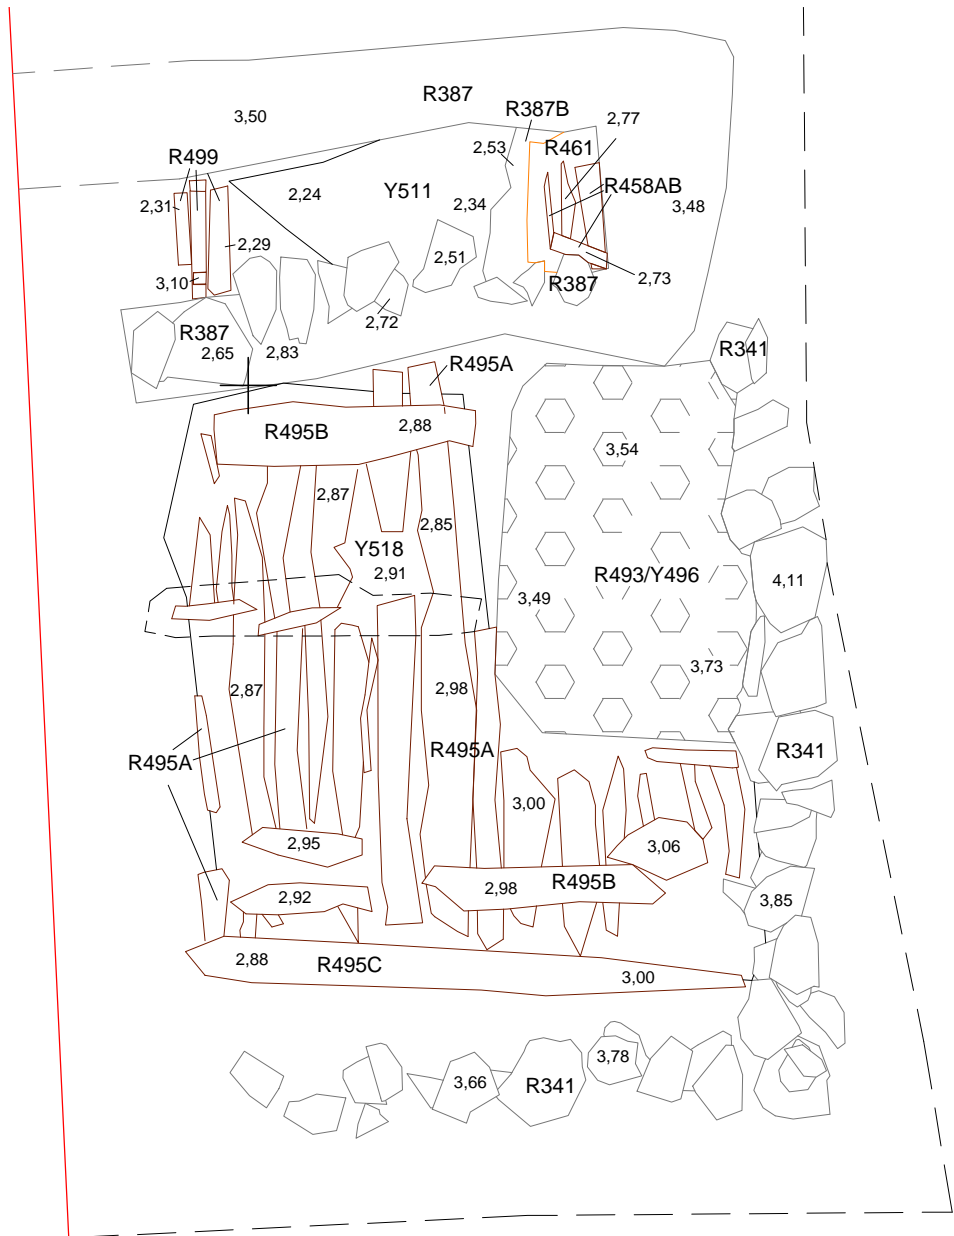 R387
3,50
R387B
2,77
R461
2,53
R499
R458AB
Y511
2,24
2,31
2,34
3,48
2,29
2,51
3,10
2,73
R387
2,72
R387
2,65
2,83
R341
R495A
R495B
2,88
3,54
2,87
2,85
Y518
2,91
R493/Y496
4,11
3,49
3,73
2,87
2,98
R495A
R495A
R341
3,00
2,95
3,06
R495B
2,98
2,92
3,85
2,88
R495C
3,00
3,78
3,66
R341